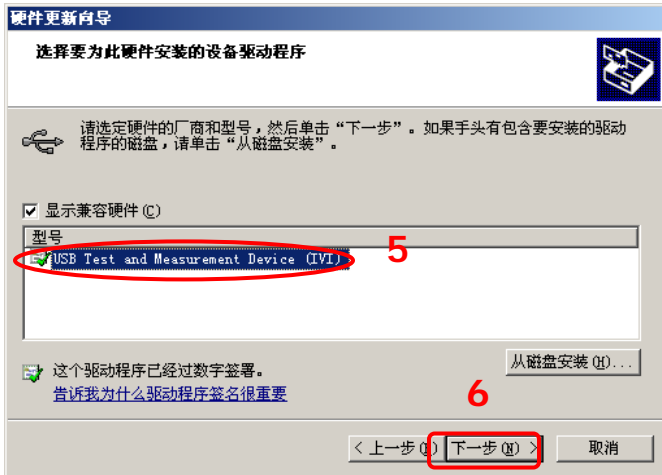 硬件更新向导
选择要为此硬件安装的设备驱动程序
请选定硬件的厂商和型号，然后单击“下一步”。如果手头有包含要安装的驱动
程序的磁盘，请单击“从磁盘安装”。
显示兼容硬件(C)
型号
USB Test and Measurement Device (IVI)
5
这个驱动程序已经过数字签署。
告诉我为什么驱动程序签名很重要
从磁盘安装(H)...
6
< 上一步(B)
下一步(N) >
取消